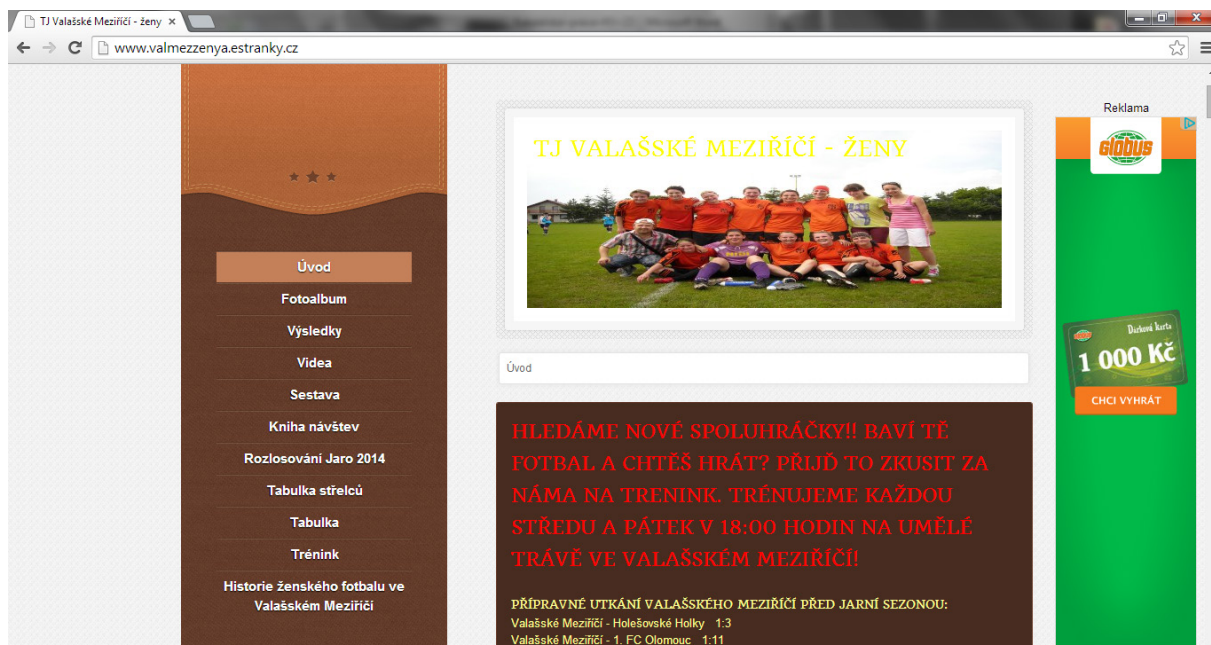 TJ Valašské Meziříčí - ženy
www.valmezzenya.estranky.cz
TJ VALAŠSKÉ MEZIŘÍČÍ - ŽENY
Úvod
Fotoalbum
Výsledky
Videa
Sestava
Kniha návštev
Rozlosování Jaro 2014
Tabulka střelců
Tabulka
Trénink
Historie ženského fotbalu ve
Valašském Meziříčí
Úvod
HLEDÁME NOVÉ SPOLUHRÁČKY!! BAVÍ TĚ
FOTBAL A CHTĚŠ HRÁT? PŘIJĎ TO ZKUSIT ZA
NÁMA NA TRENINK. TRÉNUJEME KAŽDOU
STŘEDU A PÁTEK V 18:00 HODIN NA UMĚLÉ
TRÁVĚ VE VALAŠSKÉM MEZIŘÍČÍ!
PŘÍPRAVNÉ UTKÁNÍ VALAŠSKÉHO MEZIŘÍČÍ PŘED JARNÍ SEZONOU:
Valašské Meziříčí - Holešovské Holky 1:3
Valašské Meziříčí - 1. FC Olomouc 1:11
Reklama
GLOBUS
Dárková karta
1 000 Kč
CHCI VYHRÁT